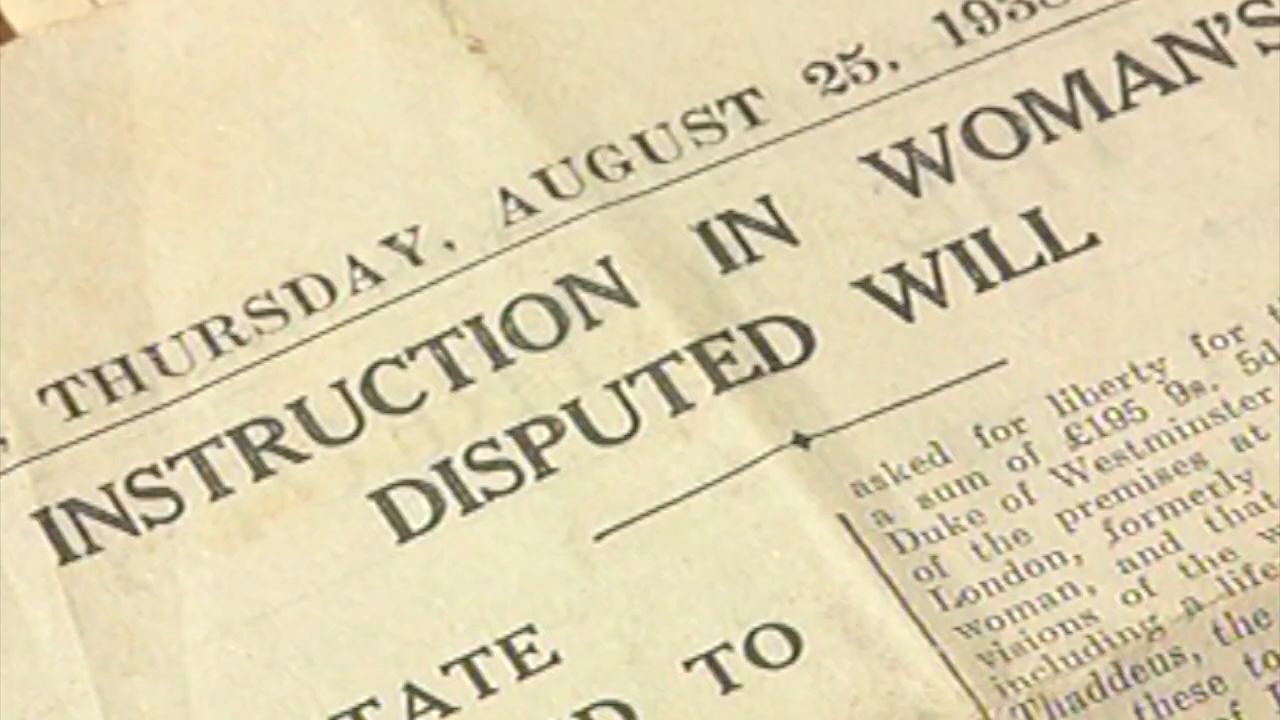 THURSDAY, AUGUST 25, 1938
INSTRUCTION IN WOMAN'S
DISPUTED WILL
TATE
TO
asked for liberty for
a sum of £195 9s. 5d
Duke of Westminster
of the premises at
London, formerly
woman, and that
visions of the
including a life
Thaddeus, the
these to
of